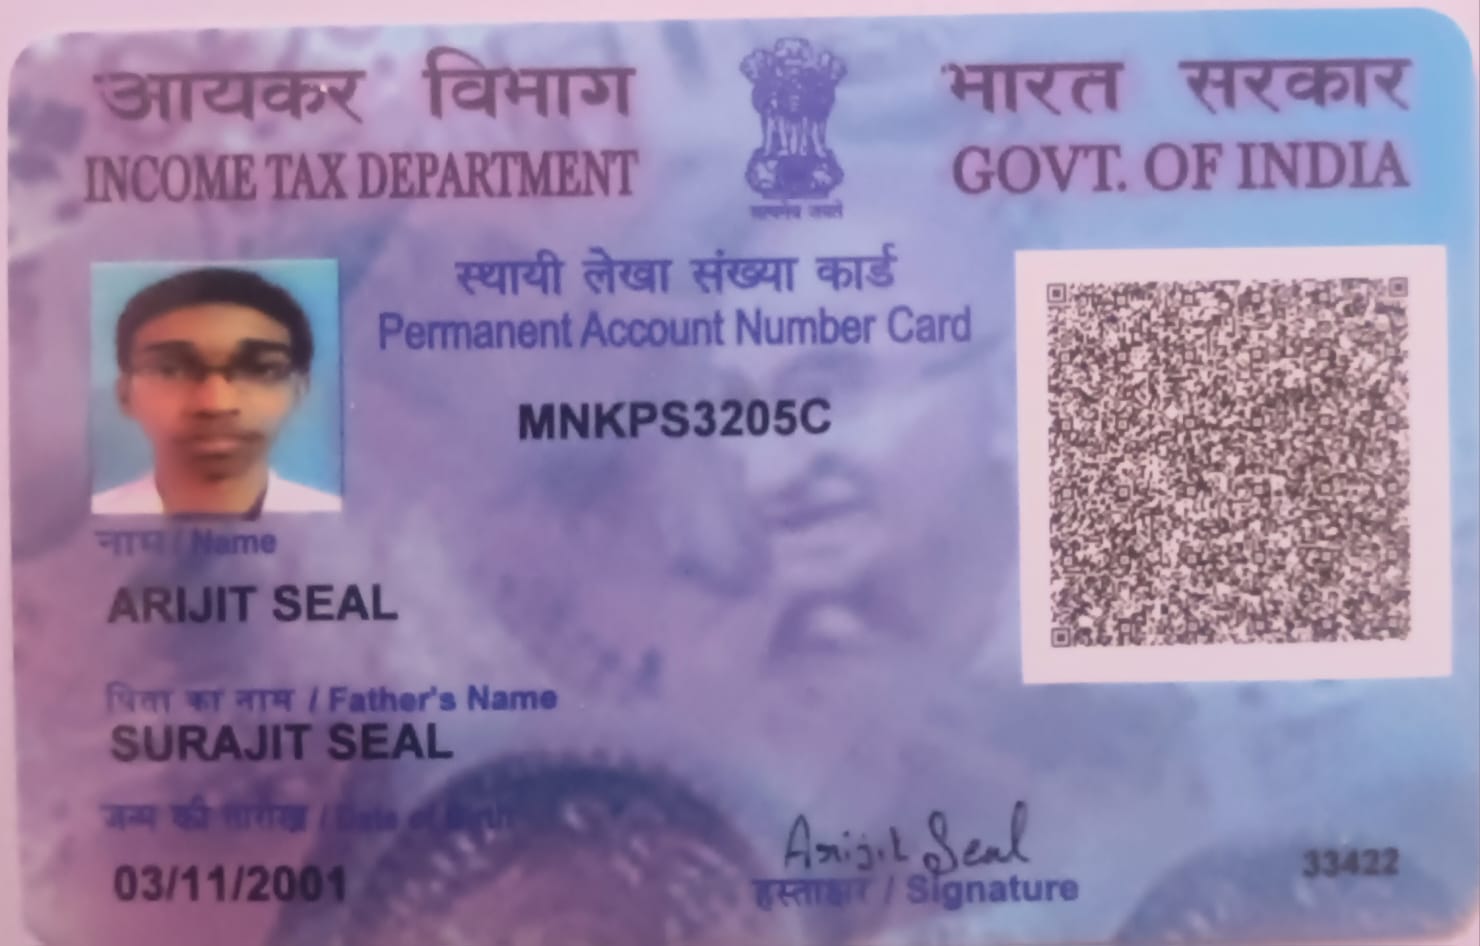 आयकर विभाग
INCOME TAX DEPARTMENT
भारत सरकार
GOVT. OF INDIA
सत्यमेव जयते
स्थायी लेखा संख्या कार्ड
Permanent Account Number Card
MNKPS3205C
नाम / Name
ARIJIT SEAL
पिता का नाम / Father's Name
SURAJIT SEAL
जन्म की तारीख / Date of Birth
03/11/2001
Arijit Seal
हस्ताक्षर / Signature
33422